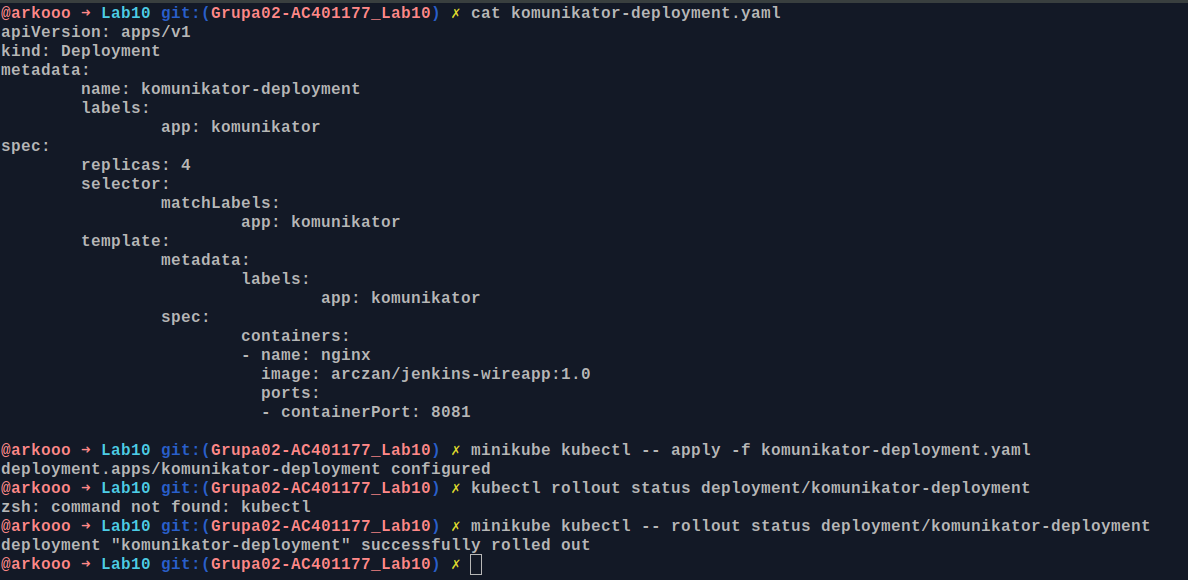 @arkooo → Lab10 git:(Grupa02-AC401177_Lab10) ✗ cat komunikator-deployment.yaml
apiVersion: apps/v1
kind: Deployment
metadata:
        name: komunikator-deployment
        labels:
                app: komunikator
spec:
        replicas: 4
        selector:
                matchLabels:
                        app: komunikator
        template:
                metadata:
                        labels:
                                app: komunikator
                spec:
                        containers:
                        - name: nginx
                          image: arczan/jenkins-wireapp:1.0
                          ports:
                          - containerPort: 8081

@arkooo → Lab10 git:(Grupa02-AC401177_Lab10) ✗ minikube kubectl -- apply -f komunikator-deployment.yaml
deployment.apps/komunikator-deployment configured
@arkooo → Lab10 git:(Grupa02-AC401177_Lab10) ✗ kubectl rollout status deployment/komunikator-deployment
zsh: command not found: kubectl
@arkooo → Lab10 git:(Grupa02-AC401177_Lab10) ✗ minikube kubectl -- rollout status deployment/komunikator-deployment
deployment "komunikator-deployment" successfully rolled out
@arkooo → Lab10 git:(Grupa02-AC401177_Lab10) ✗